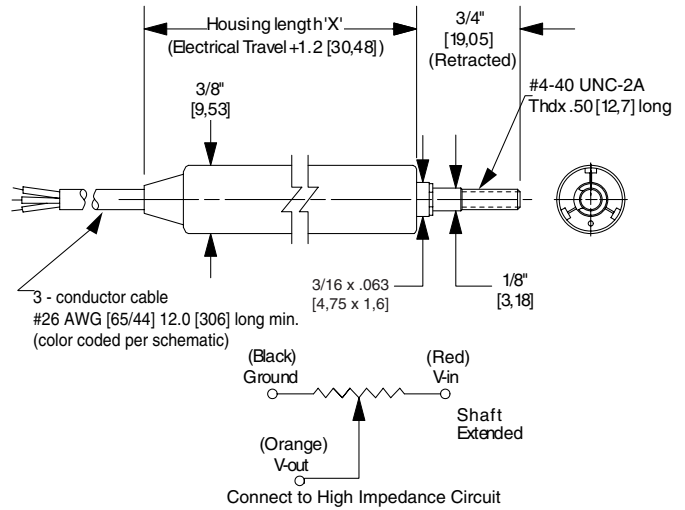 Housing length 'X'
(Electrical Travel +1.2 [30,48])
3/4"
[19,05]
(Retracted)
3/8"
[9,53]
#4-40 UNC-2A
Thdx .50 [12,7] long
3/16 x .063
[4,75 x 1,6]
1/8"
[3,18]
3 - conductor cable
#26 AWG [65/44] 12.0 [306] long min.
(color coded per schematic)
(Black)
Ground
(Red)
V-in
Shaft
Extended
(Orange)
V-out
Connect to High Impedance Circuit